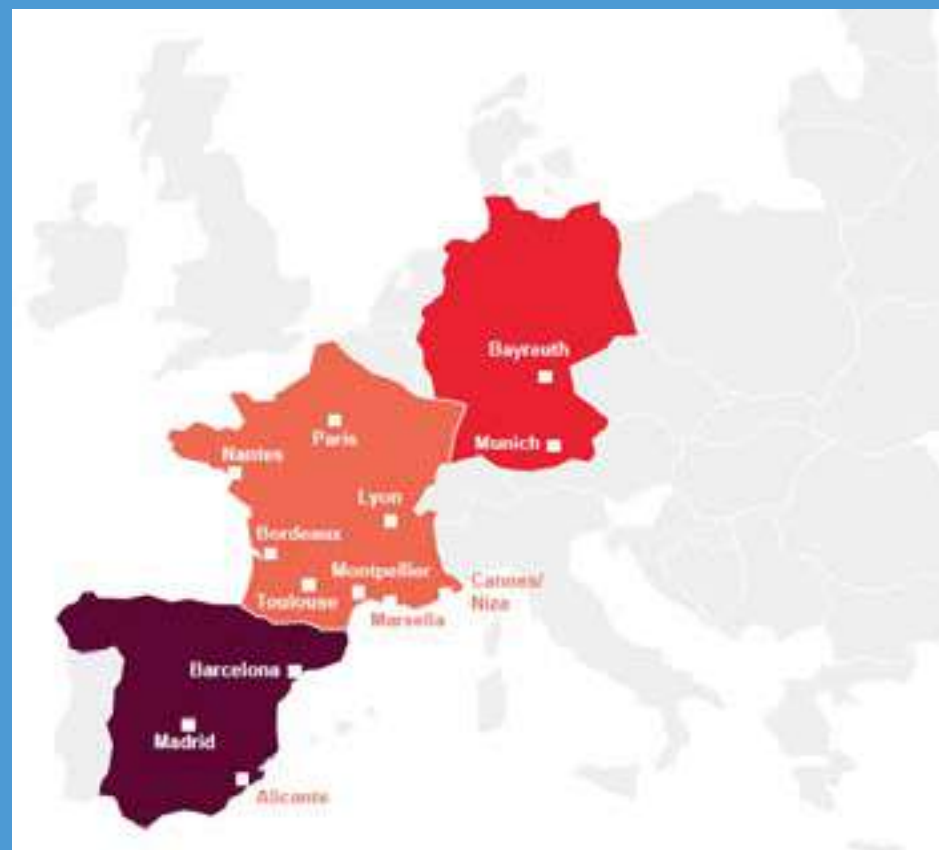 Bayreuth
Munich
Paris
Nantes
Lyon
Bordeaux
Montpellier
Toulouse
Cannes/
Niza
Marsella
Barcelona
Madrid
Alicante